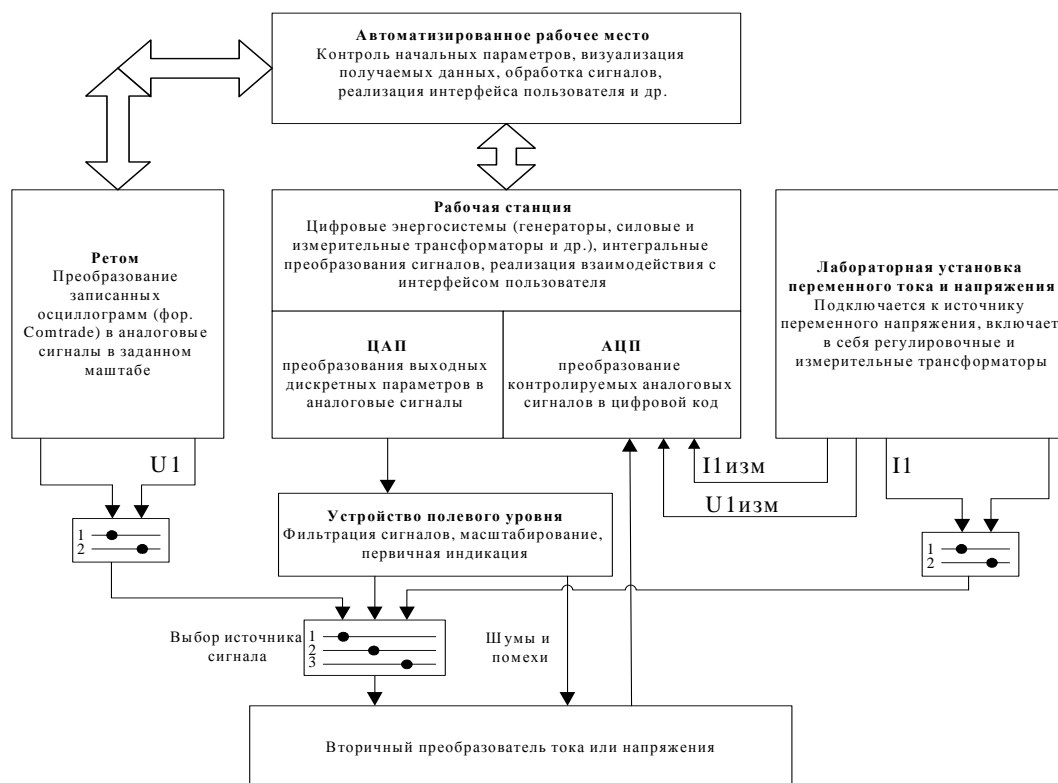 Автоматизированное рабочее место
Контроль начальных параметров, визуализация
получаемых данных, обработка сигналов,
реализация интерфейса пользователя и др.
Ретом
Преобразование
записанных
осциллограмм (фор.
Comtrade) в аналоговые
сигналы в заданном
маштабе
Рабочая станция
Цифровые энергосистемы (генераторы, силовые и
измерительные трансформаторы и др.), интегральные
преобразования сигналов, реализация взаимодействия с
интерфейсом пользователя
ЦАП
преобразования выходных
дискретных параметров в
аналоговые сигналы
АЦП
преобразование
контролируемых аналоговых
сигналов в цифровой код
Лабораторная установка
переменного тока и напряжения
Подключается к источнику
переменного напряжения, включает
в себя регулировочные и
измерительные трансформаторы
U1
I1изм
U1изм
I1
1
2
Устройство полевого уровня
Фильтрация сигналов, масштабирование,
первичная индикация
1
2
Выбор источника
сигнала
1
2
3
Шумы и
помехи
Вторичный преобразователь тока или напряжения